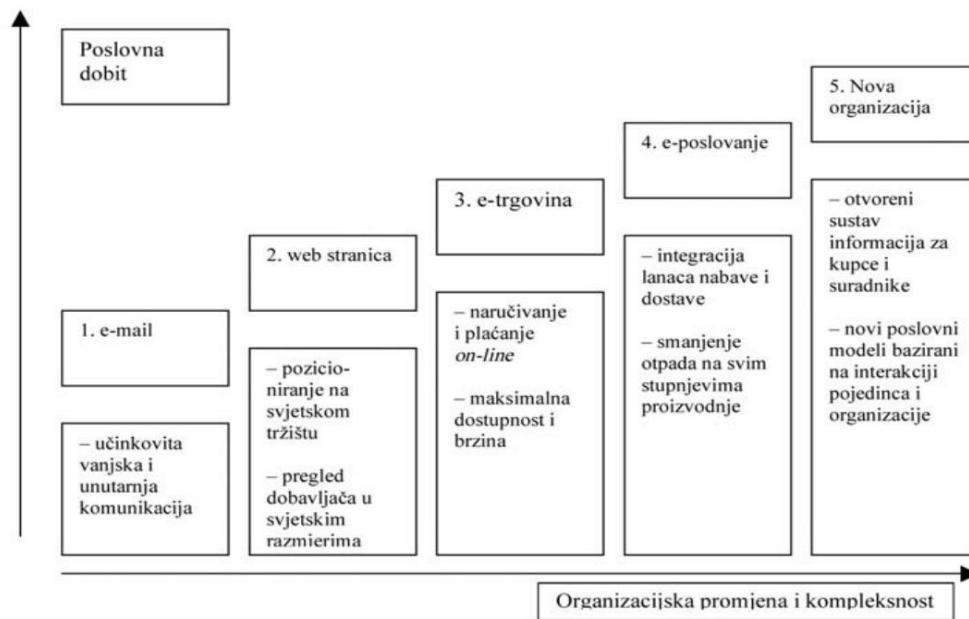 Poslovna
dobit
1. e-mail
– učinkovita
vanjska i
unutarnja
komunikacija
2. web stranica
– pozicio-
niranje na
svjetskom
tržištu
– pregled
dobavljača u
svjetskim
razmierima
3. e-trgovina
– naručivanje
i plaćanje
on-line
– maksimalna
dostupnost i
brzina
4. e-poslovanje
– integracija
lanaca nabave i
dostave
– smanjenje
otpada na svim
stupnjevima
proizvodnje
5. Nova
organizacija
– otvoreni
sustav
informacija za
kupce i
suradnike
– novi poslovni
modeli bazirani
na interakciji
pojedinca i
organizacije
Organizacijska promjena i kompleksnost